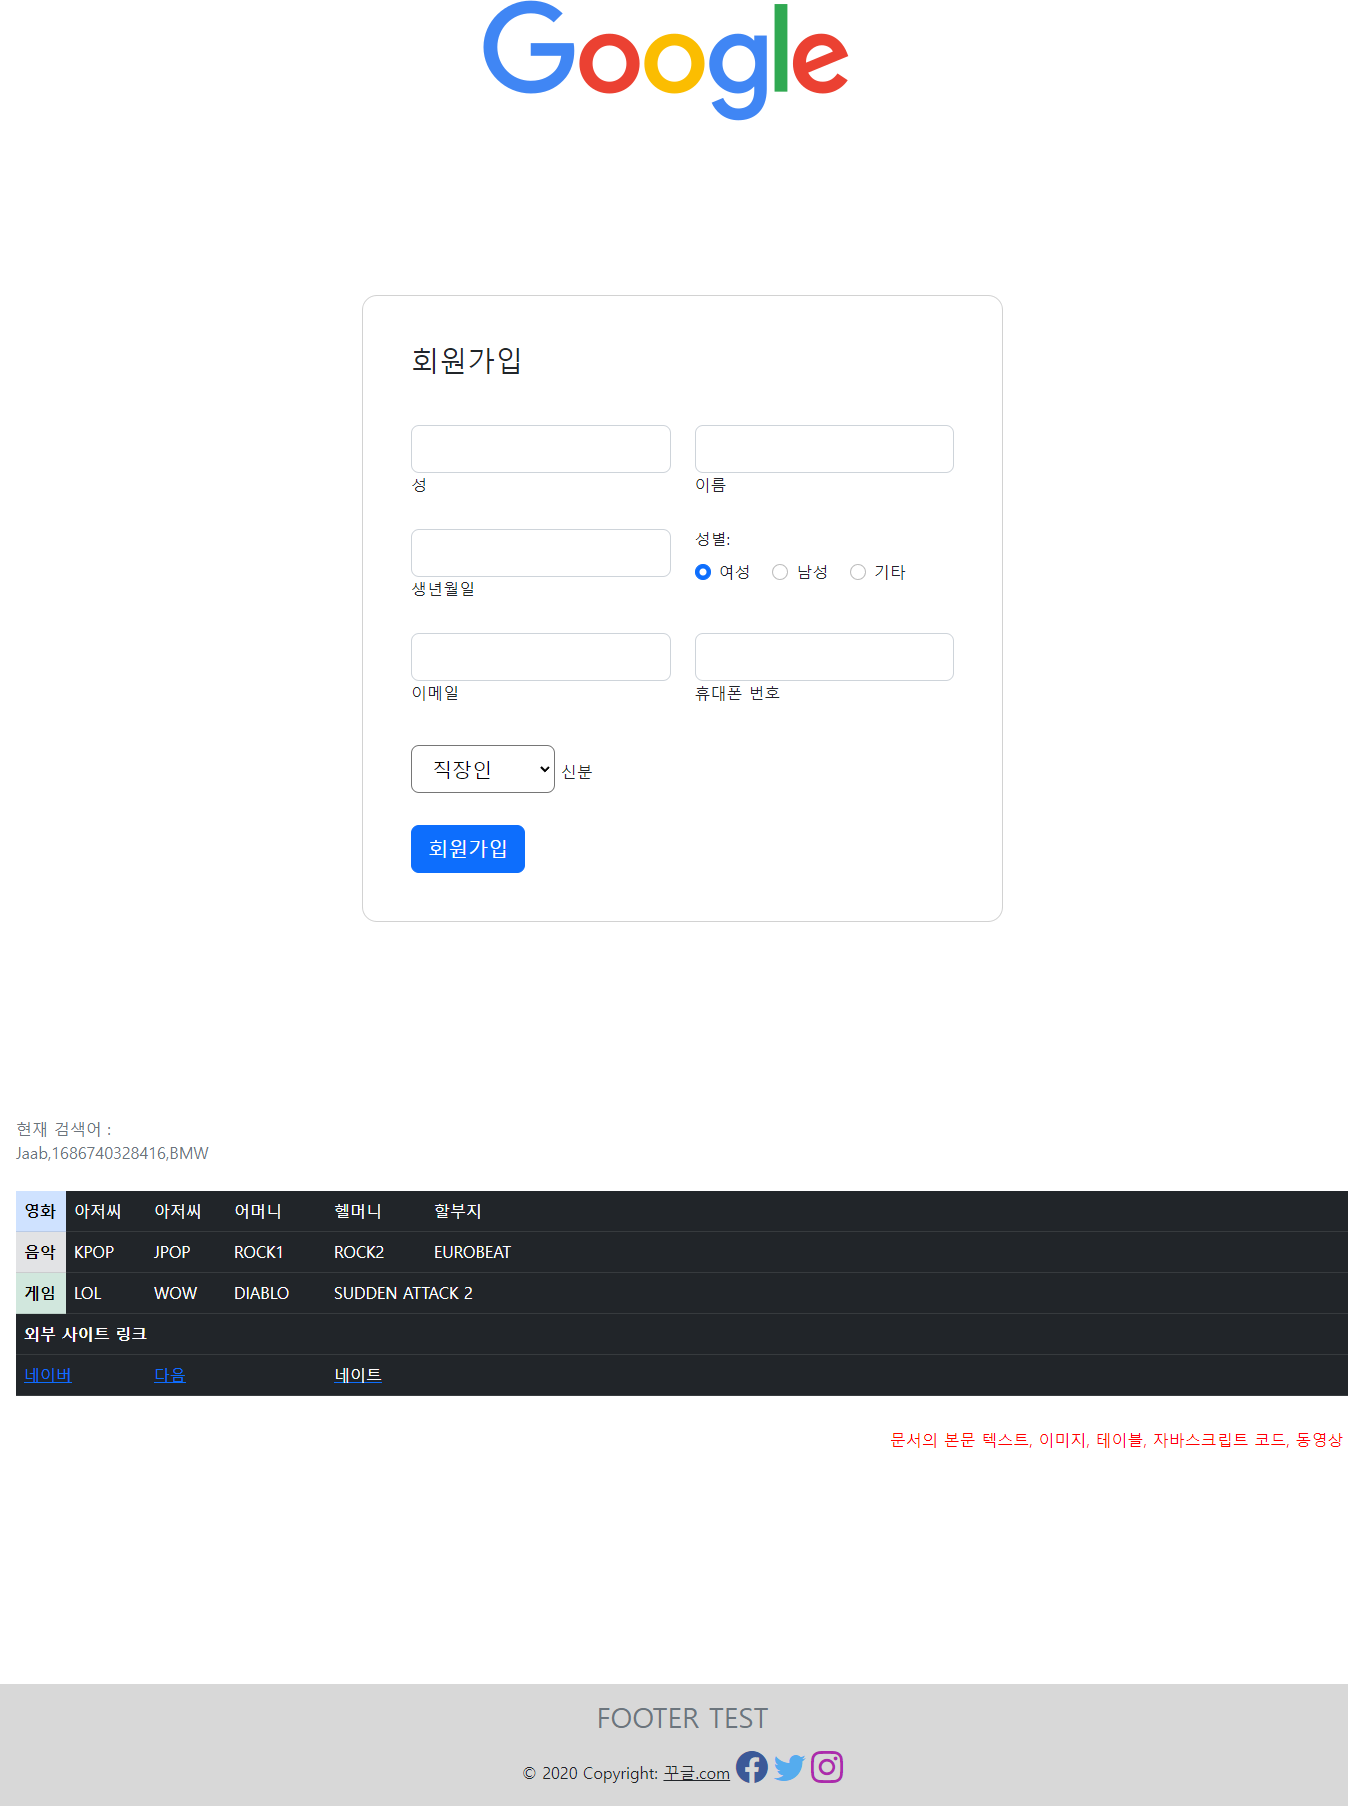 Google
회원가입
성
이름
생년월일
성별:
여성 남성 기타
이메일
휴대폰 번호
직장인 신분
회원가입
현재 검색어 :
Jaab,1686740328416,BMW
영화 아저씨 아저씨 어머니 헬머니 할부지
음악 KPOP JPOP ROCK1 ROCK2 EUROBEAT
게임 LOL WOW DIABLO SUDDEN ATTACK 2
외부 사이트 링크
네이버 다음 네이트
문서의 본문 텍스트, 이미지, 테이블, 자바스크립트 코드, 동영상
FOOTER TEST
© 2020 Copyright: 꾸글.com